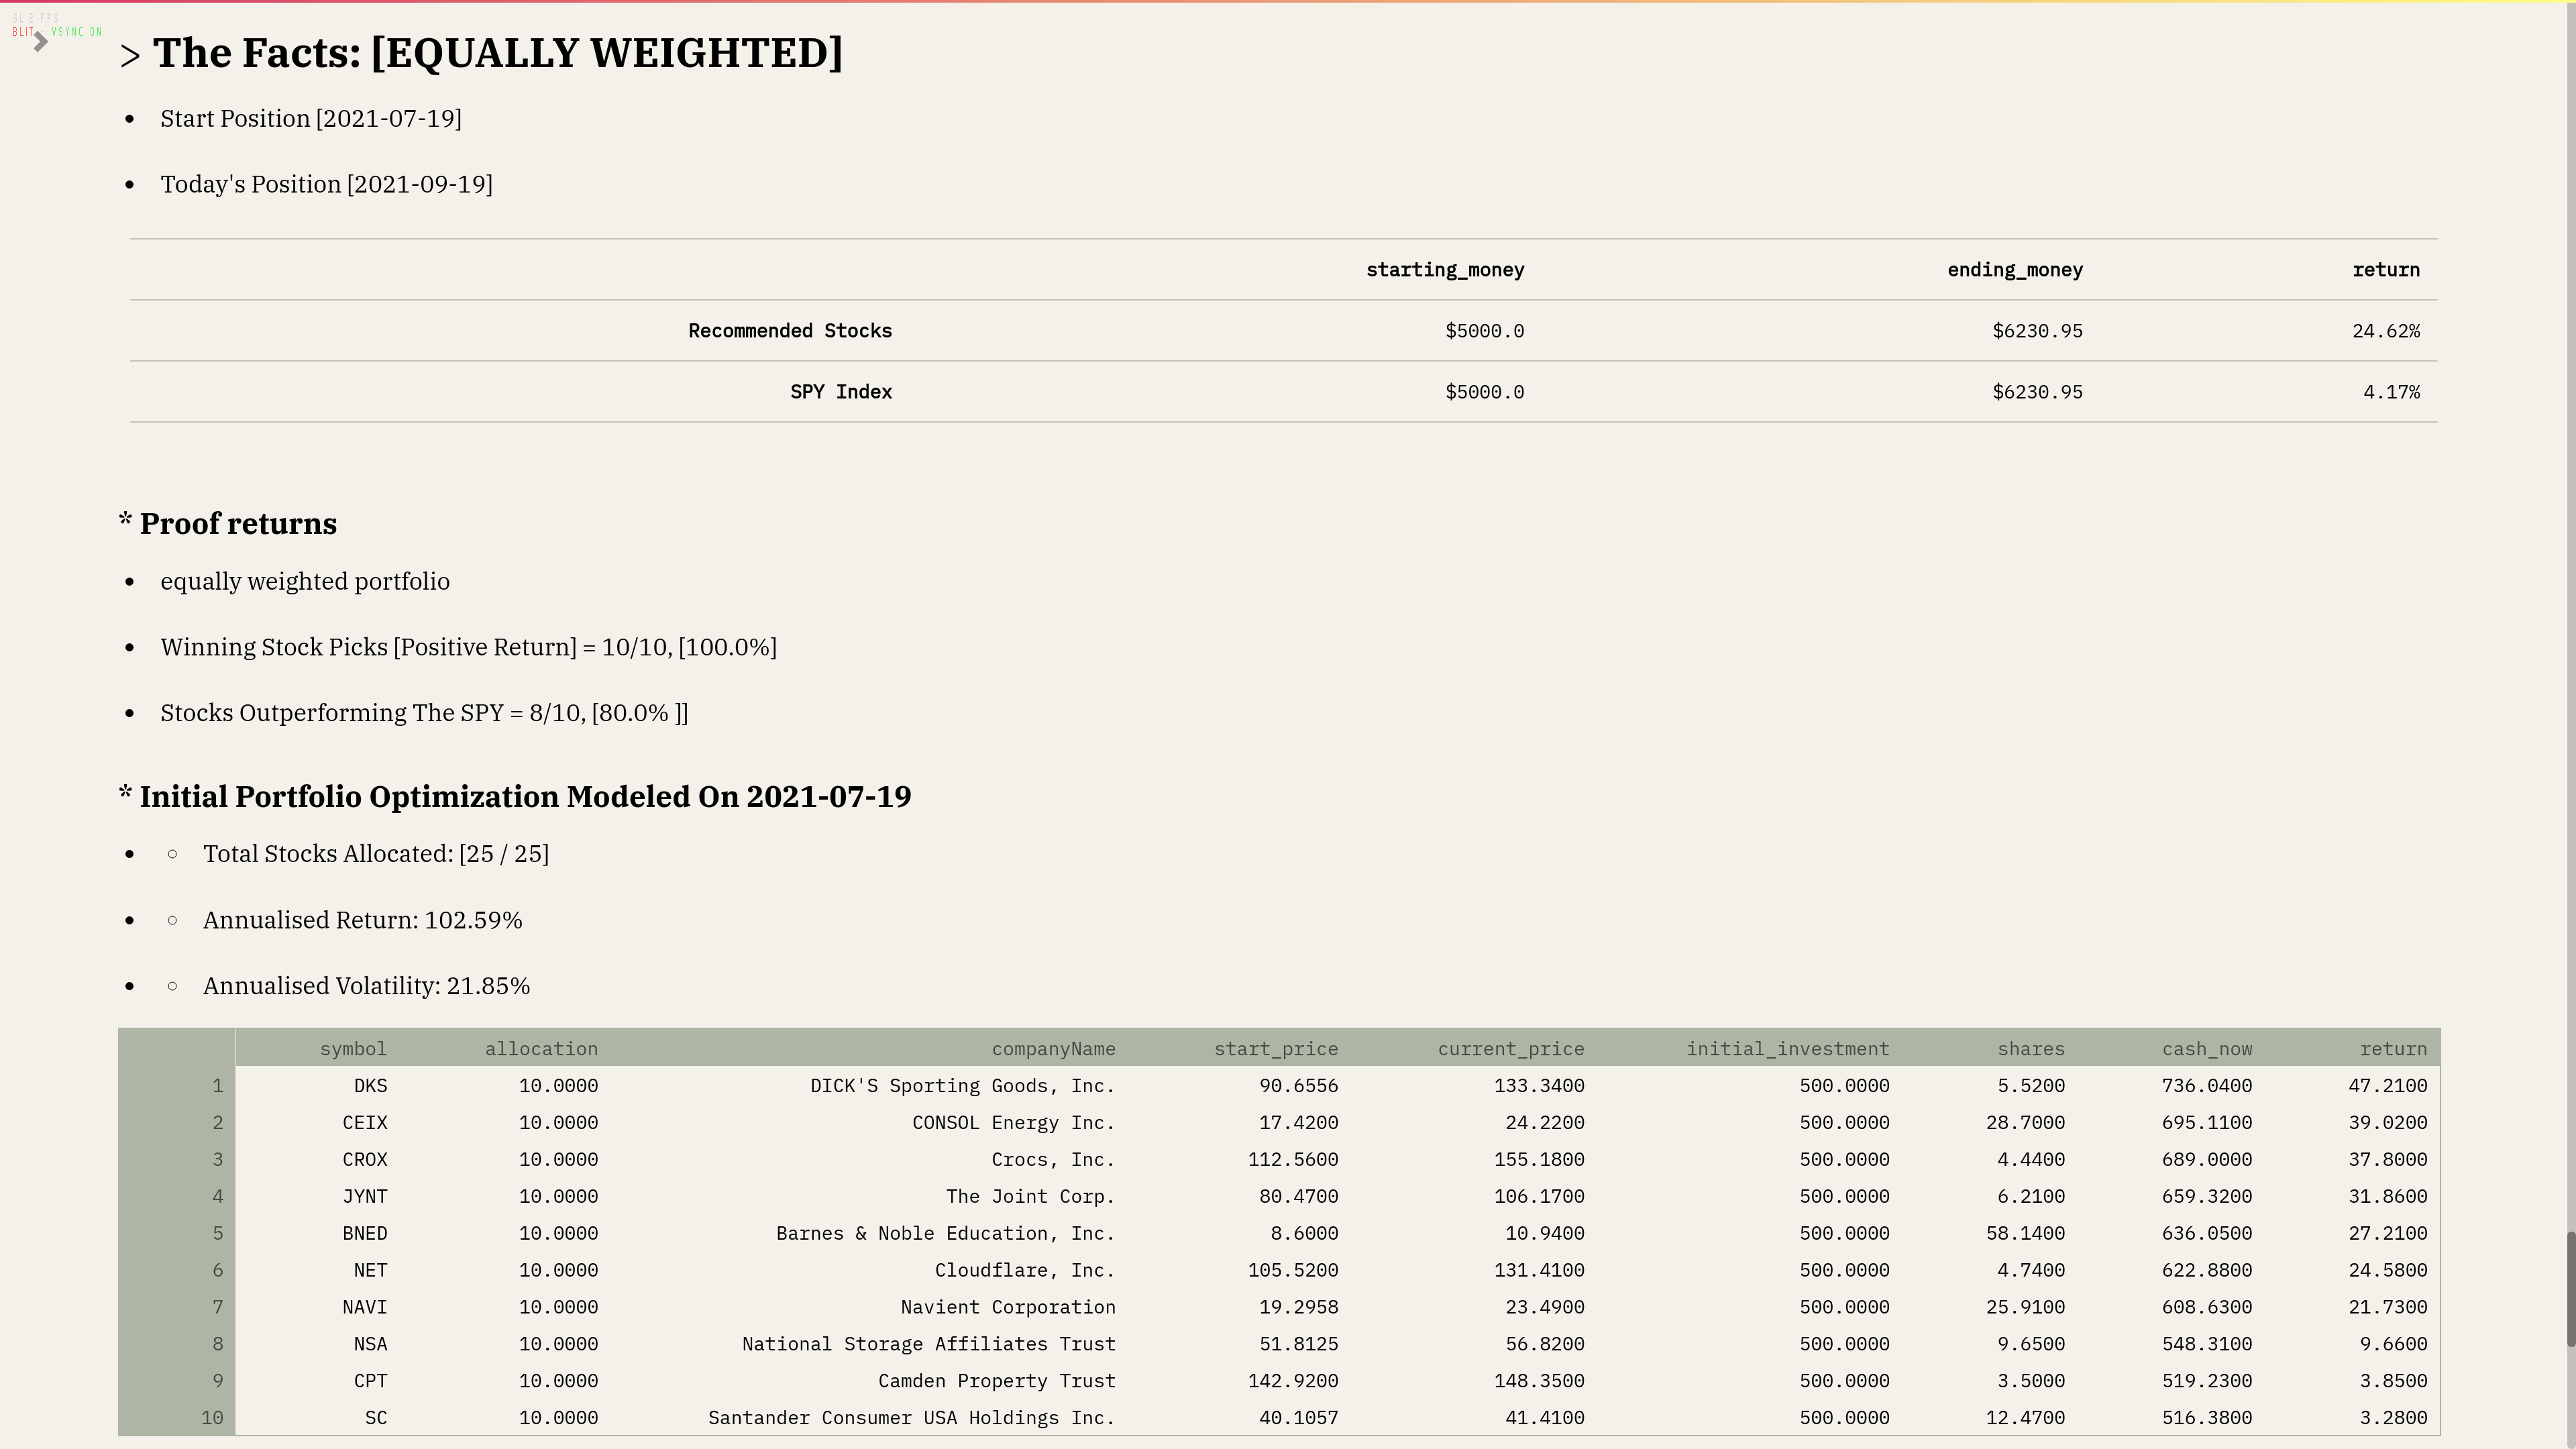 GL 2 FPS
BLIT - VSYNC ON
> The Facts: [EQUALLY WEIGHTED]
• Start Position [2021-07-19]
• Today's Position [2021-09-19]
starting_money ending_money return
Recommended Stocks $5000.0 $6230.95 24.62%
SPY Index $5000.0 $6230.95 4.17%
* Proof returns
• equally weighted portfolio
• Winning Stock Picks [Positive Return] = 10/10, [100.0%]
• Stocks Outperforming The SPY = 8/10, [80.0% ]]
* Initial Portfolio Optimization Modeled On 2021-07-19
• ○ Total Stocks Allocated: [25 / 25]
• ○ Annualised Return: 102.59%
• ○ Annualised Volatility: 21.85%
symbol allocation companyName start_price current_price initial_investment shares cash_now return
1 DKS 10.0000 DICK'S Sporting Goods, Inc. 90.6556 133.3400 500.0000 5.5200 736.0400 47.2100
2 CEIX 10.0000 CONSOL Energy Inc. 17.4200 24.2200 500.0000 28.7000 695.1100 39.0200
3 CROX 10.0000 Crocs, Inc. 112.5600 155.1800 500.0000 4.4400 689.0000 37.8000
4 JYNT 10.0000 The Joint Corp. 80.4700 106.1700 500.0000 6.2100 659.3200 31.8600
5 BNED 10.0000 Barnes & Noble Education, Inc. 8.6000 10.9400 500.0000 58.1400 636.0500 27.2100
6 NET 10.0000 Cloudflare, Inc. 105.5200 131.4100 500.0000 4.7400 622.8800 24.5800
7 NAVI 10.0000 Navient Corporation 19.2958 23.4900 500.0000 25.9100 608.6300 21.7300
8 NSA 10.0000 National Storage Affiliates Trust 51.8125 56.8200 500.0000 9.6500 548.3100 9.6600
9 CPT 10.0000 Camden Property Trust 142.9200 148.3500 500.0000 3.5000 519.2300 3.8500
10 SC 10.0000 Santander Consumer USA Holdings Inc. 40.1057 41.4100 500.0000 12.4700 516.3800 3.2800